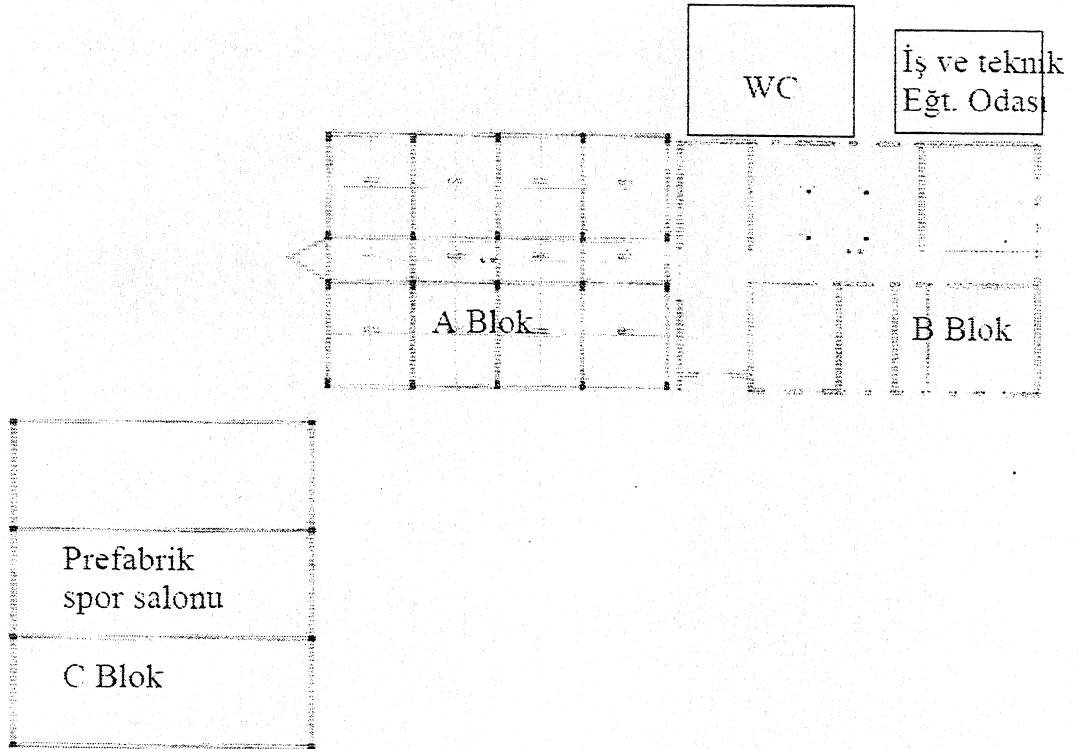 WC
İş ve teknik
Eğt. Odası
A Blok
B Blok
Prefabrik
spor salonu
C Blok